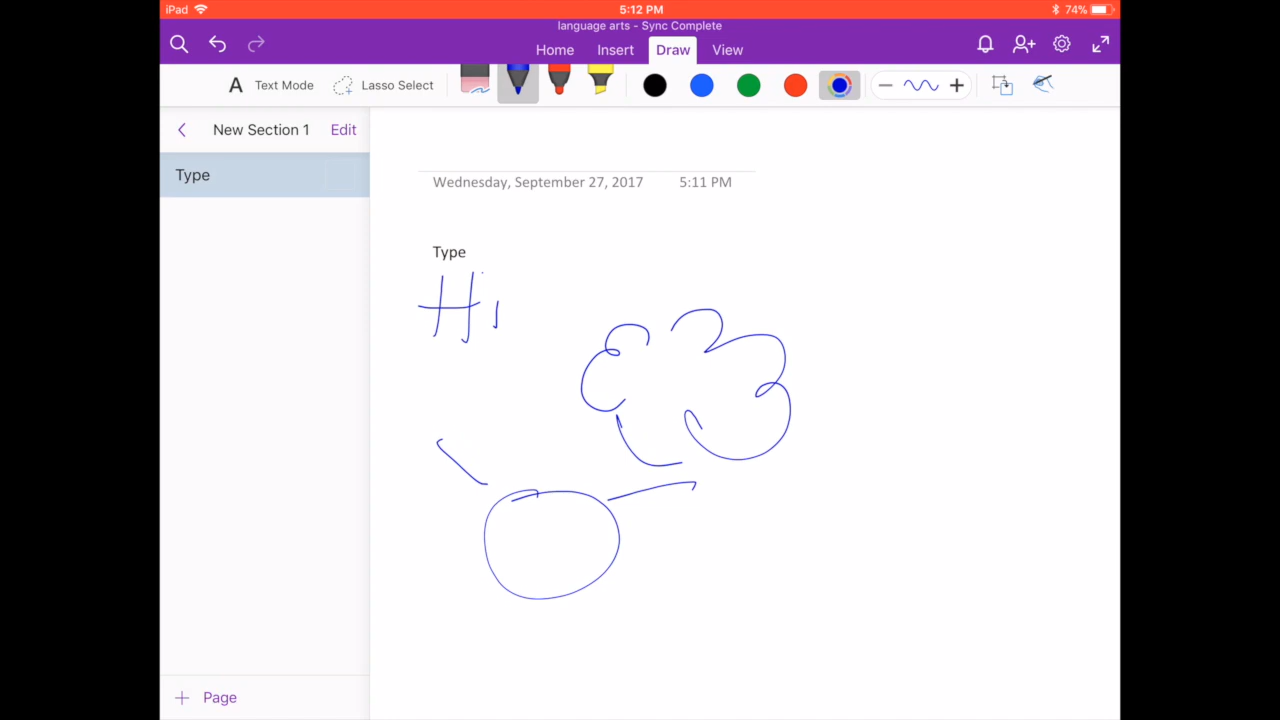 iPad 5:12 PM 74%
language arts - Sync Complete
Home Insert Draw View
A Text Mode Lasso Select
New Section 1 Edit
Type
Wednesday, September 27, 2017 5:11 PM
Type
Hi
+ Page